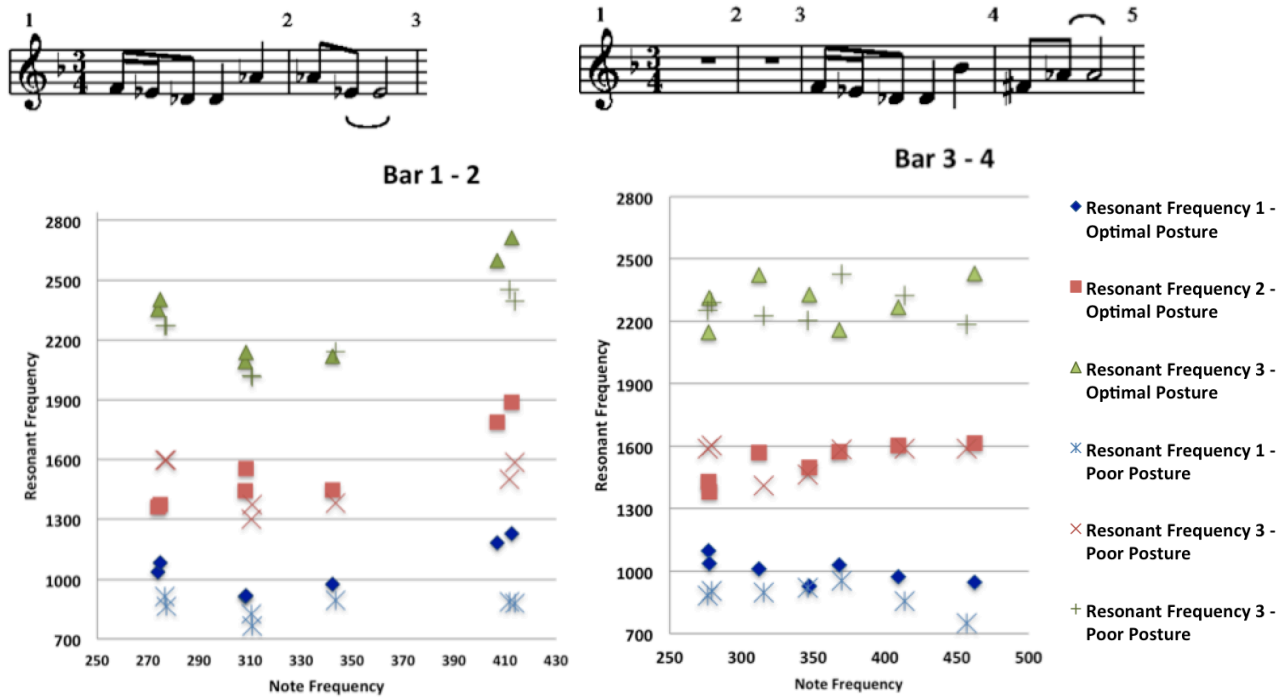 1 2 3
3
4
1 2 3 4 5
3
4
Bar 1 - 2
Resonant Frequency
2800
2500
2200
1900
1600
1300
1000
700
250 270 290 310 330 350 370 390 410 430
Note Frequency
Bar 3 - 4
Resonant Frequency
2800
2500
2200
1900
1600
1300
1000
700
250 300 350 400 450 500
Note Frequency
Resonant Frequency 1 -
Optimal Posture
Resonant Frequency 2 -
Optimal Posture
Resonant Frequency 3 -
Optimal Posture
Resonant Frequency 1 -
Poor Posture
Resonant Frequency 3 -
Poor Posture
Resonant Frequency 3 -
Poor Posture